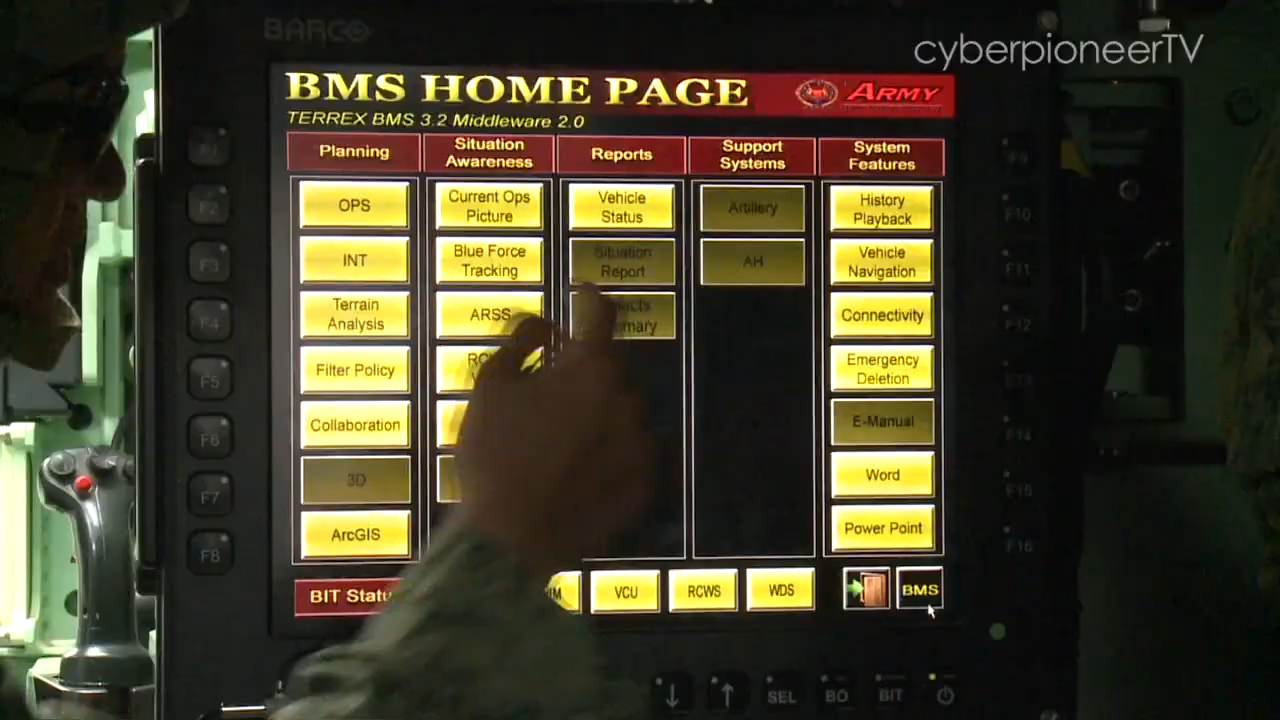 BARCO
cyberpioneerTV
BMS HOME PAGE
ARMY
TERREX BMS 3.2 Middleware 2.0
Planning
Situation
Awareness
Reports
Support
Systems
System
Features
OPS
INT
Terrain
Analysis
Filter Policy
Collaboration
3D
ArcGIS
Current Ops
Picture
Blue Force
Tracking
ARSS
Vehicle
Status
Situation
Report
Artillery
AH
History
Playback
Vehicle
Navigation
Connectivity
Emergency
Deletion
E-Manual
Word
Power Point
BIT
VCU
RCWS
WDS
BMS
F2
F3
F4
F5
F6
F7
F8
F10
F11
F12
F14
F15
F16
SEL
BO
BIT